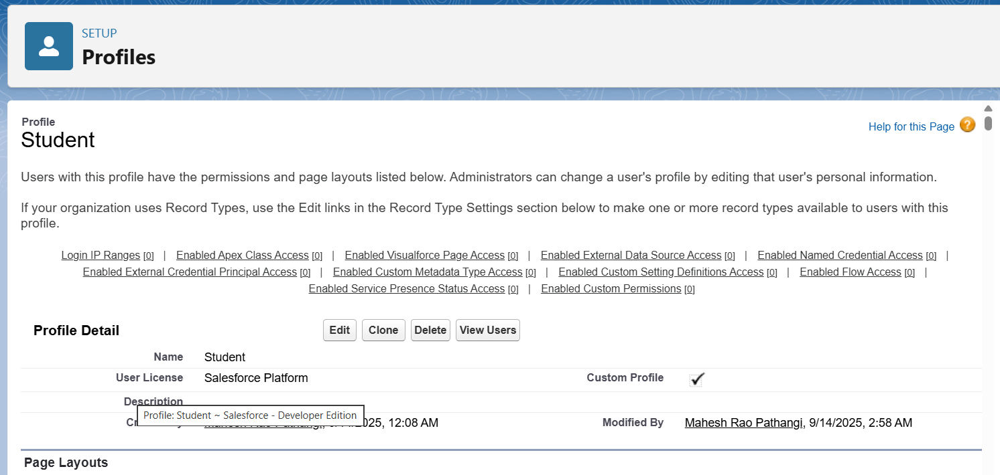 SETUP
Profiles
Profile
Student
Help for this Page
Users with this profile have the permissions and page layouts listed below. Administrators can change a user's profile by editing that user's personal information.
If your organization uses Record Types, use the Edit links in the Record Type Settings section below to make one or more record types available to users with this
profile.
Login IP Ranges [0] | Enabled Apex Class Access [0] | Enabled Visualforce Page Access [0] | Enabled External Data Source Access [0] | Enabled Named Credential Access [0] |
Enabled External Credential Principal Access [0] | Enabled Custom Metadata Type Access [0] | Enabled Custom Setting Definitions Access [0] | Enabled Flow Access [0] |
Enabled Service Presence Status Access [0] | Enabled Custom Permissions [0]
Profile Detail Edit Clone Delete View Users
Name Student
User License Salesforce Platform Custom Profile
Description
Profile: Student ~ Salesforce - Developer Edition
12:08 AM Modified By Mahesh Rao Pathangi, 9/14/2025, 2:58 AM
Page Layouts